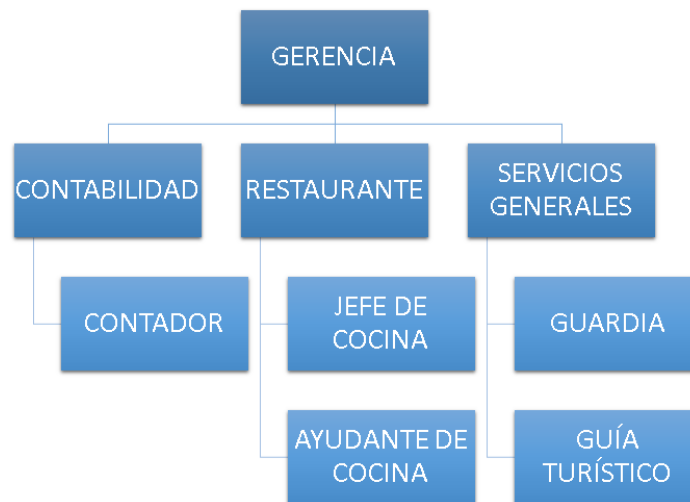 GERENCIA
CONTABILIDAD
RESTAURANTE
SERVICIOS
GENERALES
CONTADOR
JEFE DE
COCINA
GUARDIA
AYUDANTE DE
COCINA
GUÍA
TURÍSTICO